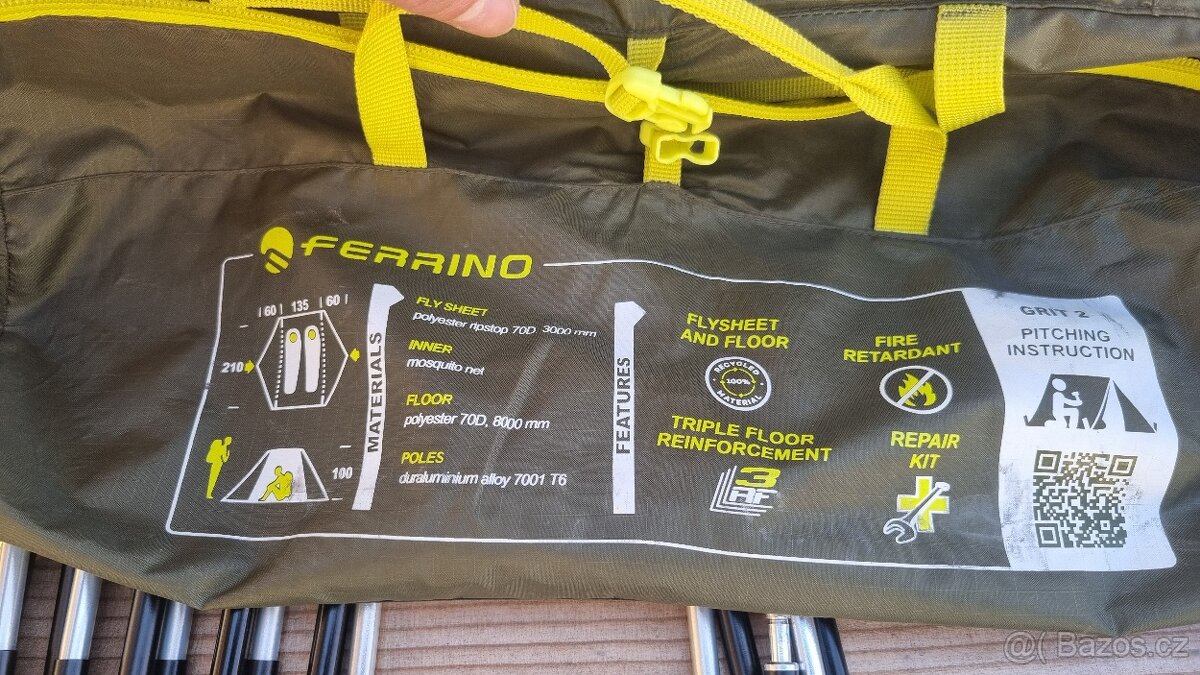 FERRINO
60 135 60
210
100
MATERIALS
FLY SHEET
polyester ripstop 70D, 3000 mm
INNER
mosquito net
FLOOR
polyester 70D, 8000 mm
POLES
duraluminium alloy 7001 T6
FEATURES
FLYSHEET
AND FLOOR
RECYCLED
100%
MATERIAL
TRIPLE FLOOR
REINFORCEMENT
3
RF
FIRE
RETARDANT
REPAIR
KIT
GRIT 2
PITCHING
INSTRUCTION
@( Bazos.cz